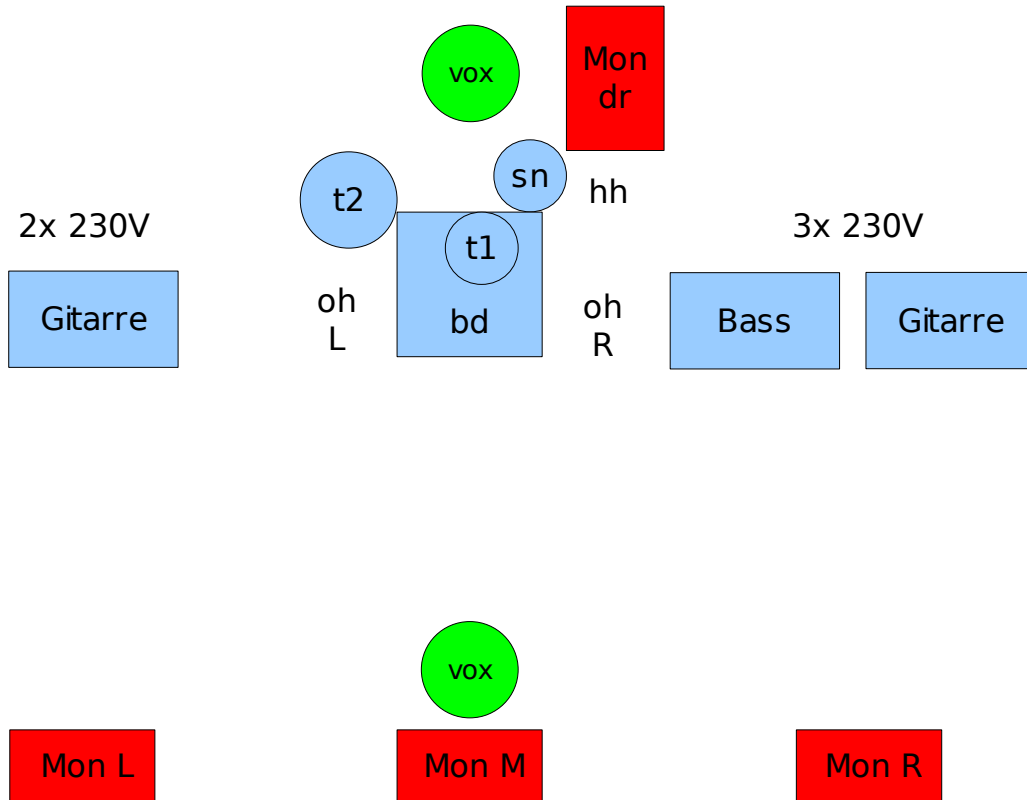 vox
Mon
dr
t2
sn
hh
2x 230V
t1
3x 230V
Gitarre
oh
L
bd
oh
R
Bass
Gitarre
vox
Mon L
Mon M
Mon R